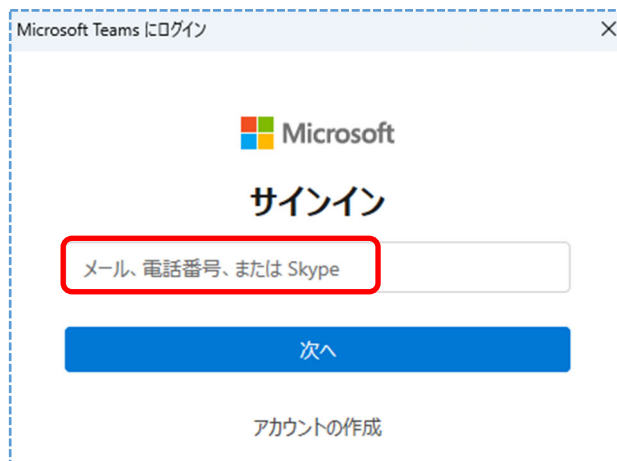 Microsoft Teams にログイン
Microsoft
サインイン
メール、電話番号、または Skype
次へ
アカウントの作成